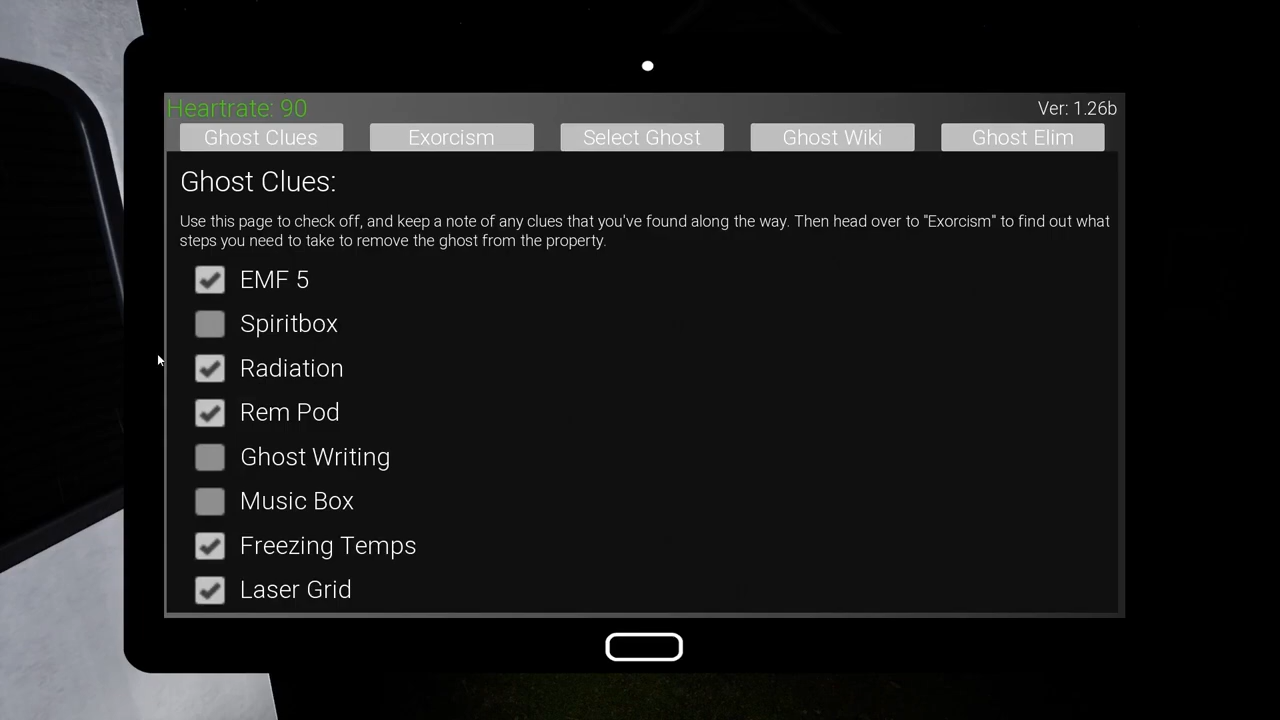 Heartrate: 90
Ver: 1.26b
Ghost Clues
Exorcism
Select Ghost
Ghost Wiki
Ghost Elim
Ghost Clues:
Use this page to check off, and keep a note of any clues that you've found along the way. Then head over to "Exorcism" to find out what
steps you need to take to remove the ghost from the property.
EMF 5
Spiritbox
Radiation
Rem Pod
Ghost Writing
Music Box
Freezing Temps
Laser Grid